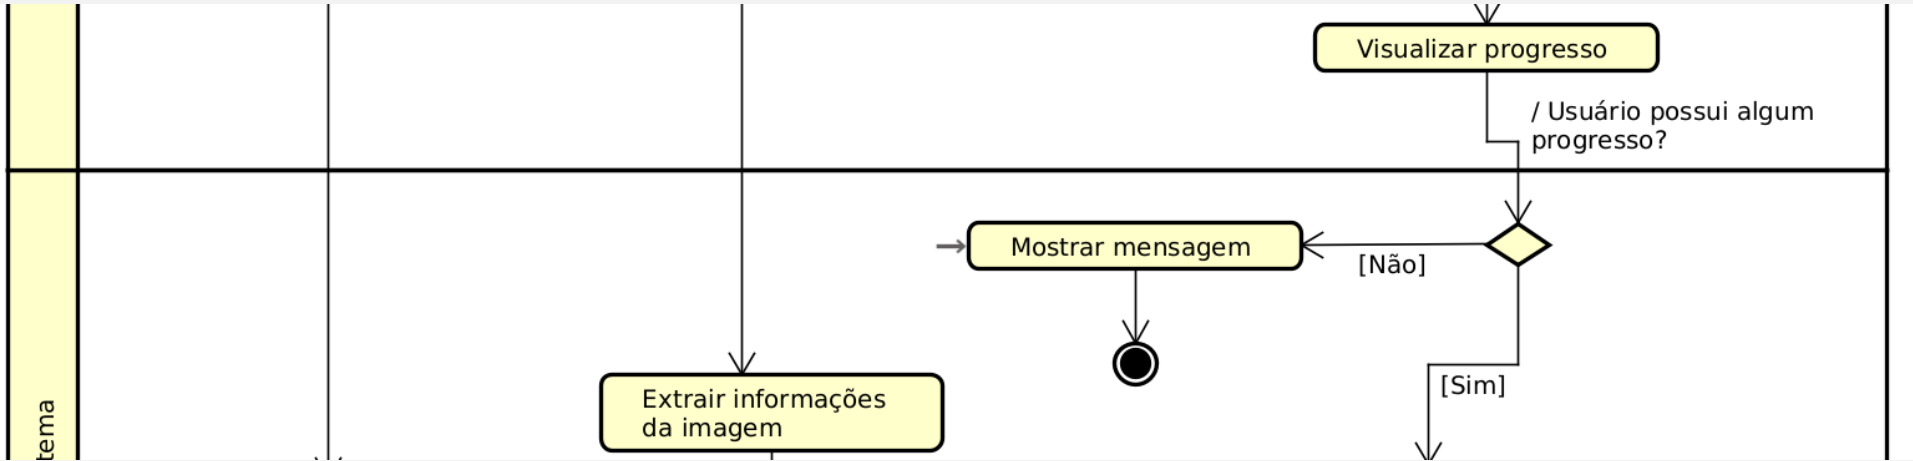 Visualizar progresso
/ Usuário possui algum
progresso?
Mostrar mensagem
[Não]
[Sim]
Extrair informações
da imagem
tema